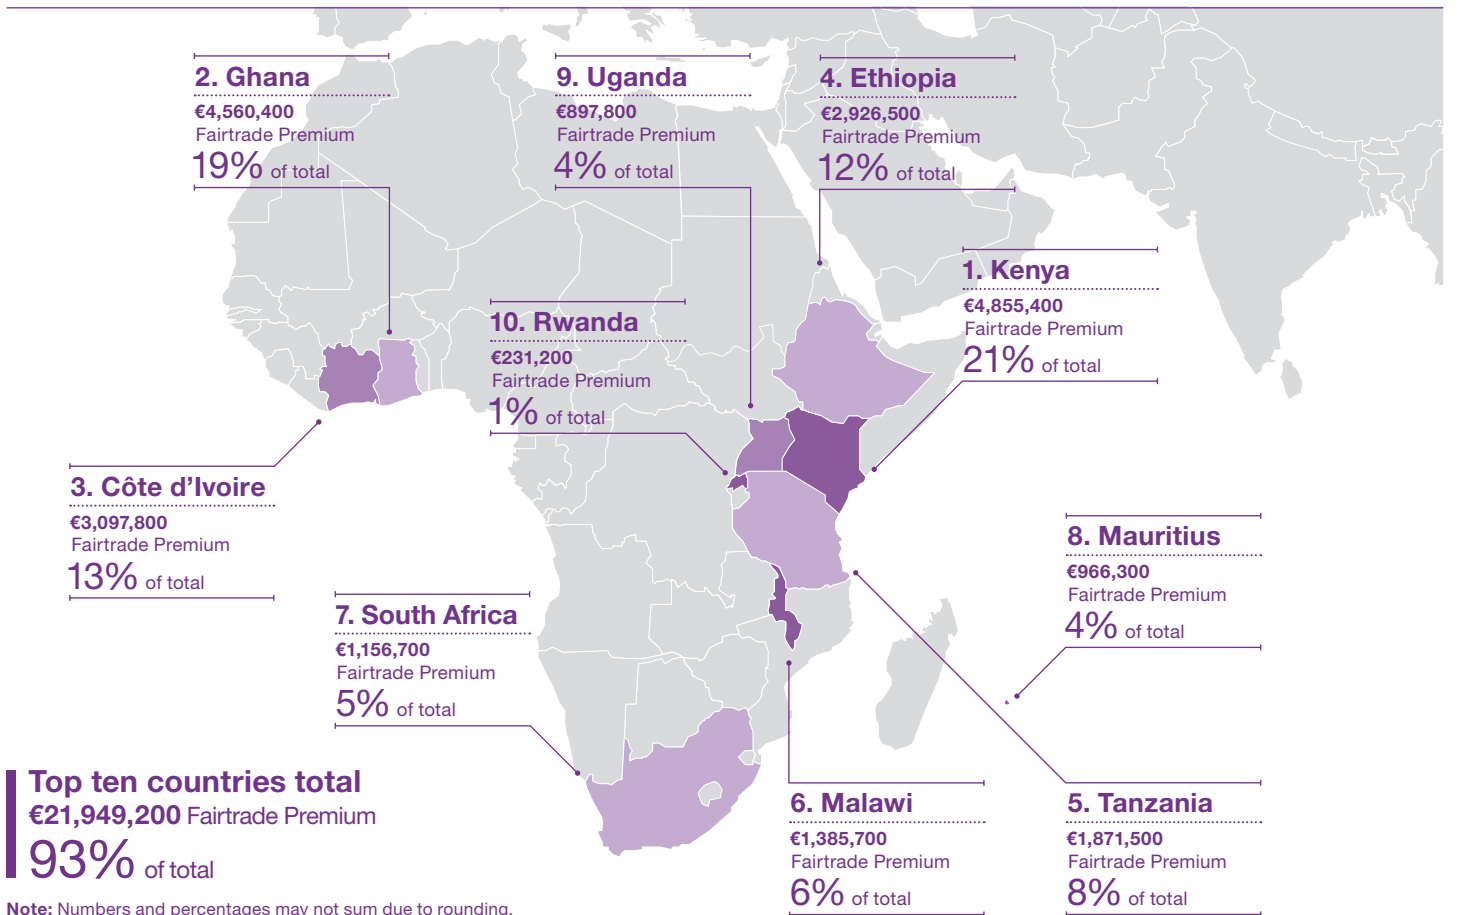 2. Ghana
€4,560,400
Fairtrade Premium
19% of total
9. Uganda
€897,800
Fairtrade Premium
4% of total
4. Ethiopia
€2,926,500
Fairtrade Premium
12% of total
1. Kenya
€4,855,400
Fairtrade Premium
21% of total
10. Rwanda
€231,200
Fairtrade Premium
1% of total
3. Côte d’Ivoire
€3,097,800
Fairtrade Premium
13% of total
8. Mauritius
€966,300
Fairtrade Premium
4% of total
7. South Africa
€1,156,700
Fairtrade Premium
5% of total
Top ten countries total
€21,949,200 Fairtrade Premium
93% of total
6. Malawi
€1,385,700
Fairtrade Premium
6% of total
5. Tanzania
€1,871,500
Fairtrade Premium
8% of total
Note: Numbers and percentages may not sum due to rounding.